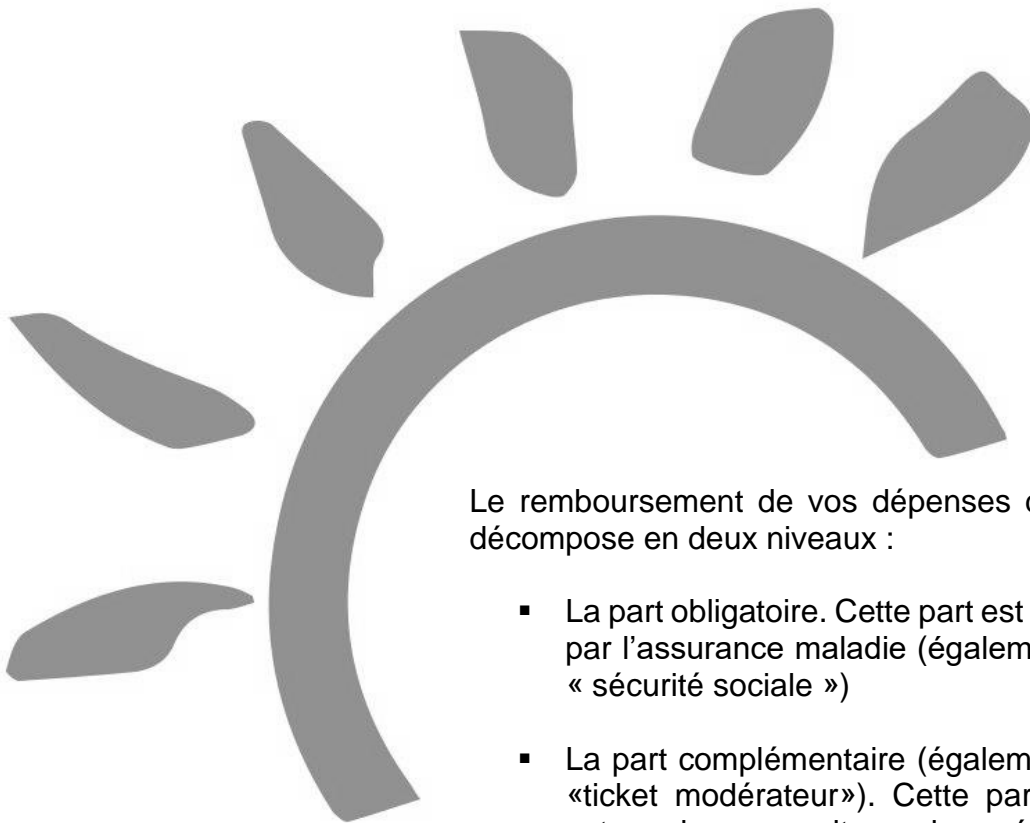 Le remboursement de vos dépenses
décompose en deux niveaux :
▪ La part obligatoire. Cette part est
par l’assurance maladie (égalem
« sécurité sociale »)
▪ La part complémentaire (égalem
«ticket modérateur»). Cette par